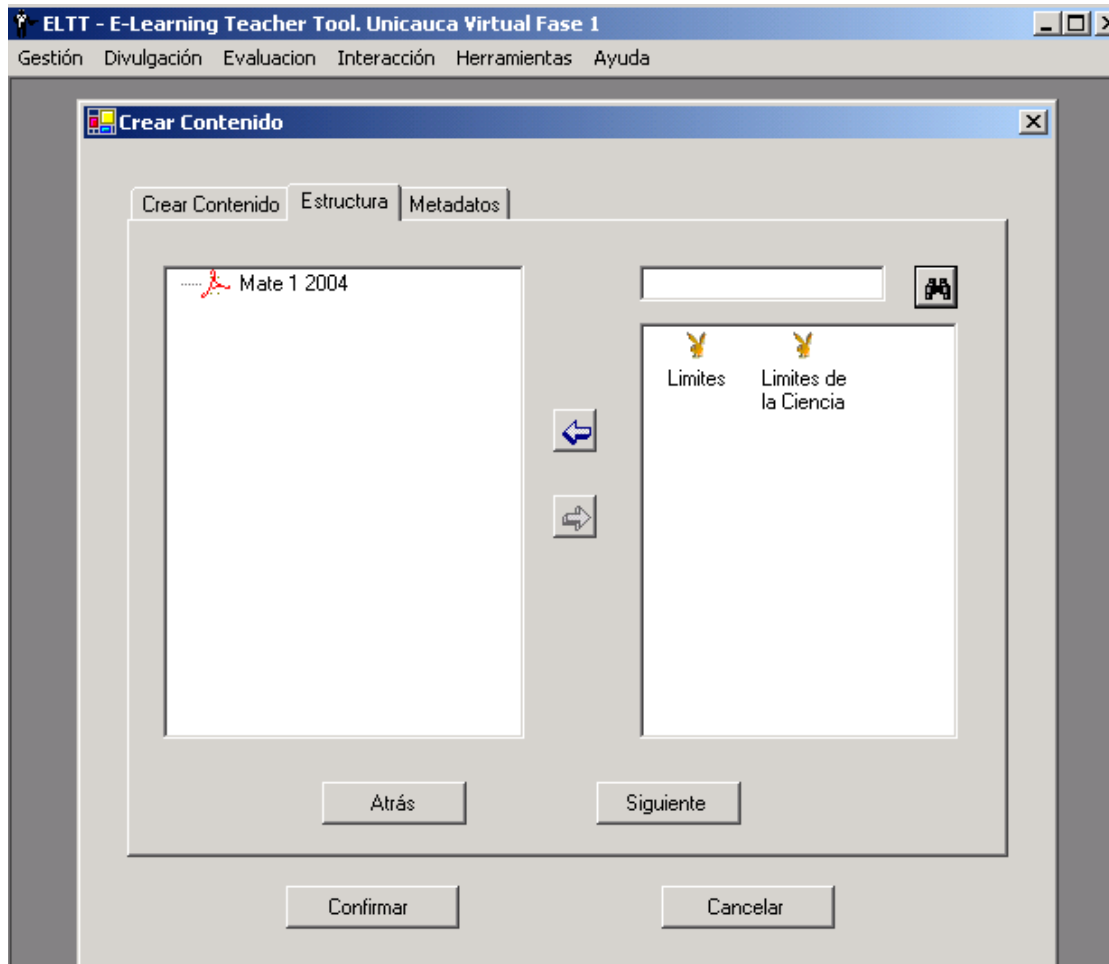 ELTT - E-Learning Teacher Tool. Unicauca Virtual Fase 1
Gestión Divulgación Evaluacion Interacción Herramientas Ayuda
Crear Contenido
Crear Contenido Estructura Metadatos
Mate 1 2004
Limites Limites de
la Ciencia
Atrás Siguiente
Confirmar Cancelar